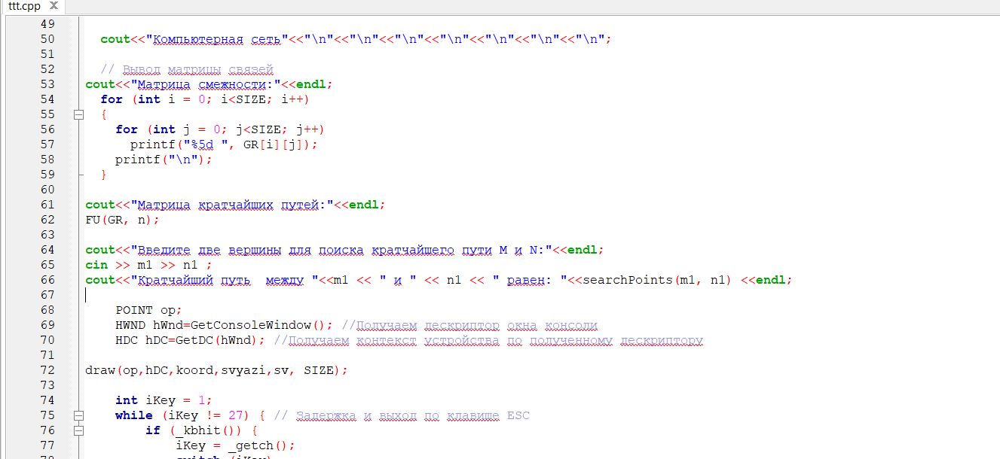 ttt.cpp X
49
50 cout<<"Компьютерная сеть"<<"\n"<<"\n"<<"\n"<<"\n"<<"\n"<<"\n"<<"\n";
51
52 // Вывод матрицы связей
53 cout<<"Матрица смежности:"<<endl;
54 for (int i = 0; i<SIZE; i++)
55 {
56 for (int j = 0; j<SIZE; j++)
57 printf("%5d ", GR[i][j]);
58 printf("\n");
59 }
60
61 cout<<"Матрица кратчайших путей:"<<endl;
62 FU(GR, n);
63
64 cout<<"Введите две вершины для поиска кратчайшего пути M и N:"<<endl;
65 cin >> m1 >> n1 ;
66 cout<<"Кратчайший путь  между "<<m1 << " и " << n1 << " равен: "<<searchPoints(m1, n1) <<endl;
67
68 POINT op;
69 HWND hWnd=GetConsoleWindow(); //Получаем дескриптор окна консоли
70 HDC hDC=GetDC(hWnd); //Получаем контекст устройства по полученному дескриптору
71
72 draw(op,hDC,koord,svyazi,sv, SIZE);
73
74 int iKey = 1;
75 while (iKey != 27) { // Задержка и выход по клавише ESC
76 if (_kbhit()) {
77 iKey = _getch();
78 switch (iKey)